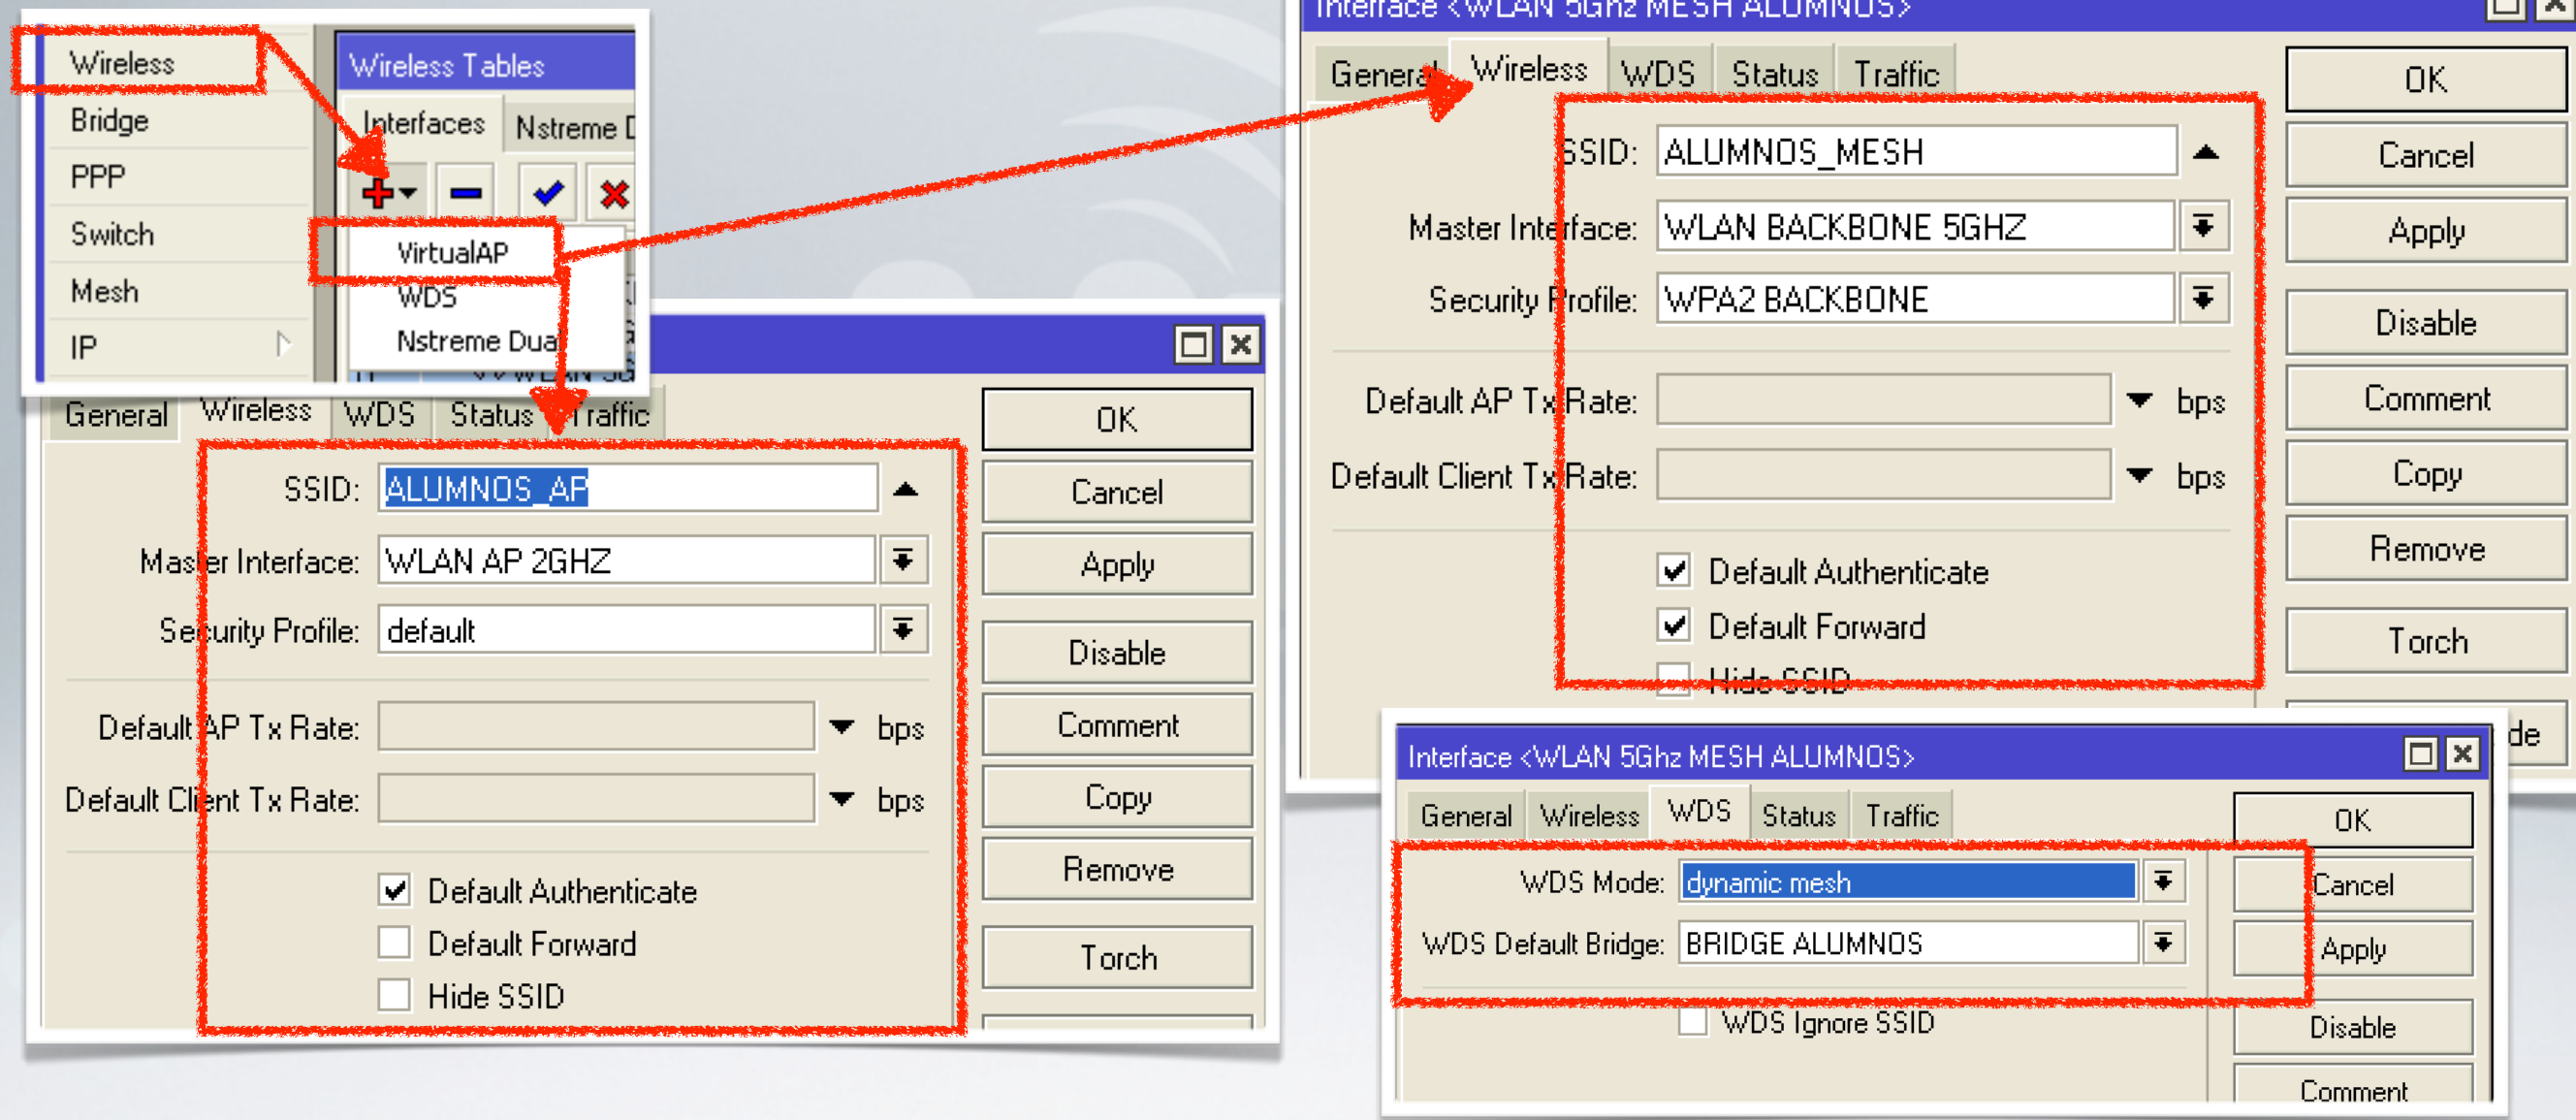 Wireless
Bridge
PPP
Switch
Mesh
IP
Wireless Tables
Interfaces
Nstreme
VirtualAP
WDS
Nstreme Dual
General Wireless WDS Status Traffic
SSID: ALUMNOS_AP
Master Interface: WLAN AP 2GHZ
Security Profile: default
Default AP Tx Rate: bps
Default Client Tx Rate: bps
Default Authenticate
Default Forward
Hide SSID
OK
Cancel
Apply
Disable
Comment
Copy
Remove
Torch
Interface <WLAN 5Ghz MESH ALUMNOS>
General Wireless WDS Status Traffic
SSID: ALUMNOS_MESH
Master Interface: WLAN BACKBONE 5GHZ
Security Profile: WPA2 BACKBONE
Default AP Tx Rate: bps
Default Client Tx Rate: bps
Default Authenticate
Default Forward
Hide SSID
OK
Cancel
Apply
Disable
Comment
Copy
Remove
Torch
de
Interface <WLAN 5Ghz MESH ALUMNOS>
General Wireless WDS Status Traffic
WDS Mode: dynamic mesh
WDS Default Bridge: BRIDGE ALUMNOS
WDS Ignore SSID
OK
Cancel
Apply
Disable
Comment